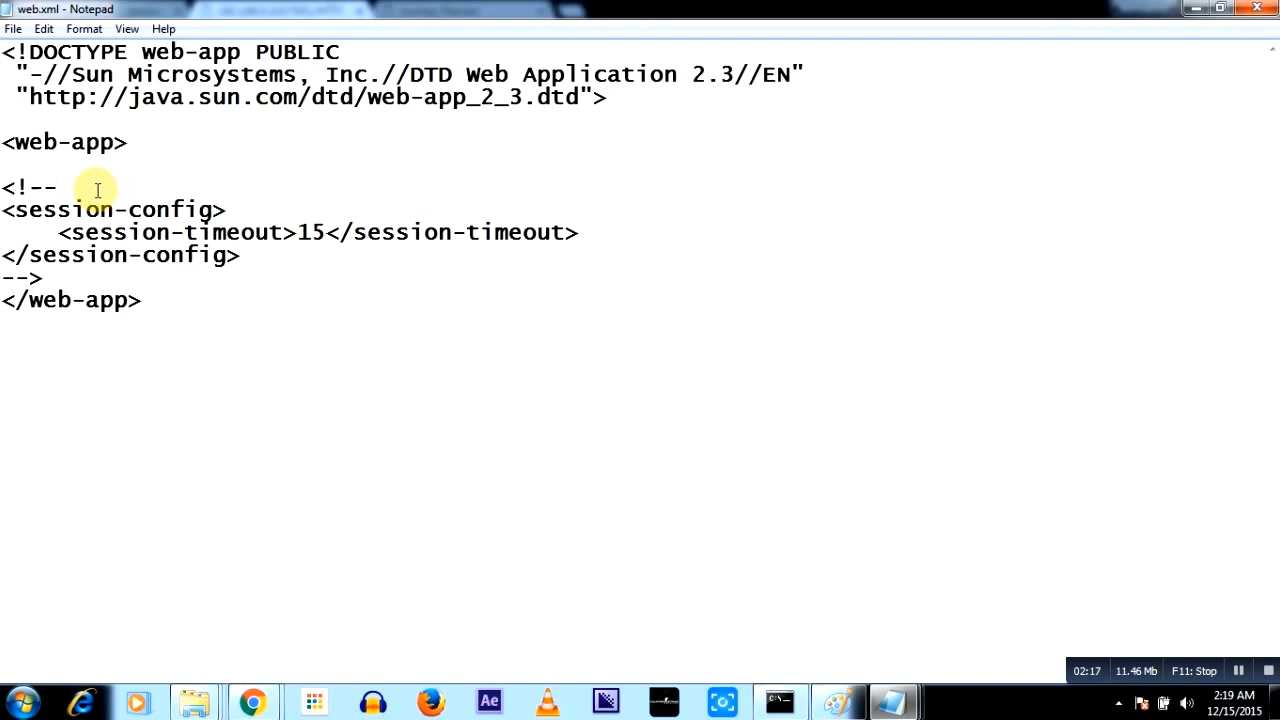 web.xml - Notepad
File Edit Format View Help
<!DOCTYPE web-app PUBLIC
"-//Sun Microsystems, Inc.//DTD Web Application 2.3//EN"
"http://java.sun.com/dtd/web-app_2_3.dtd">
<web-app>
<!--
<session-config>
<session-timeout>15</session-timeout>
</session-config>
-->
</web-app>
02:17 11.46 Mb F11: Stop
Ae
C:\
2:19 AM
12/15/2015